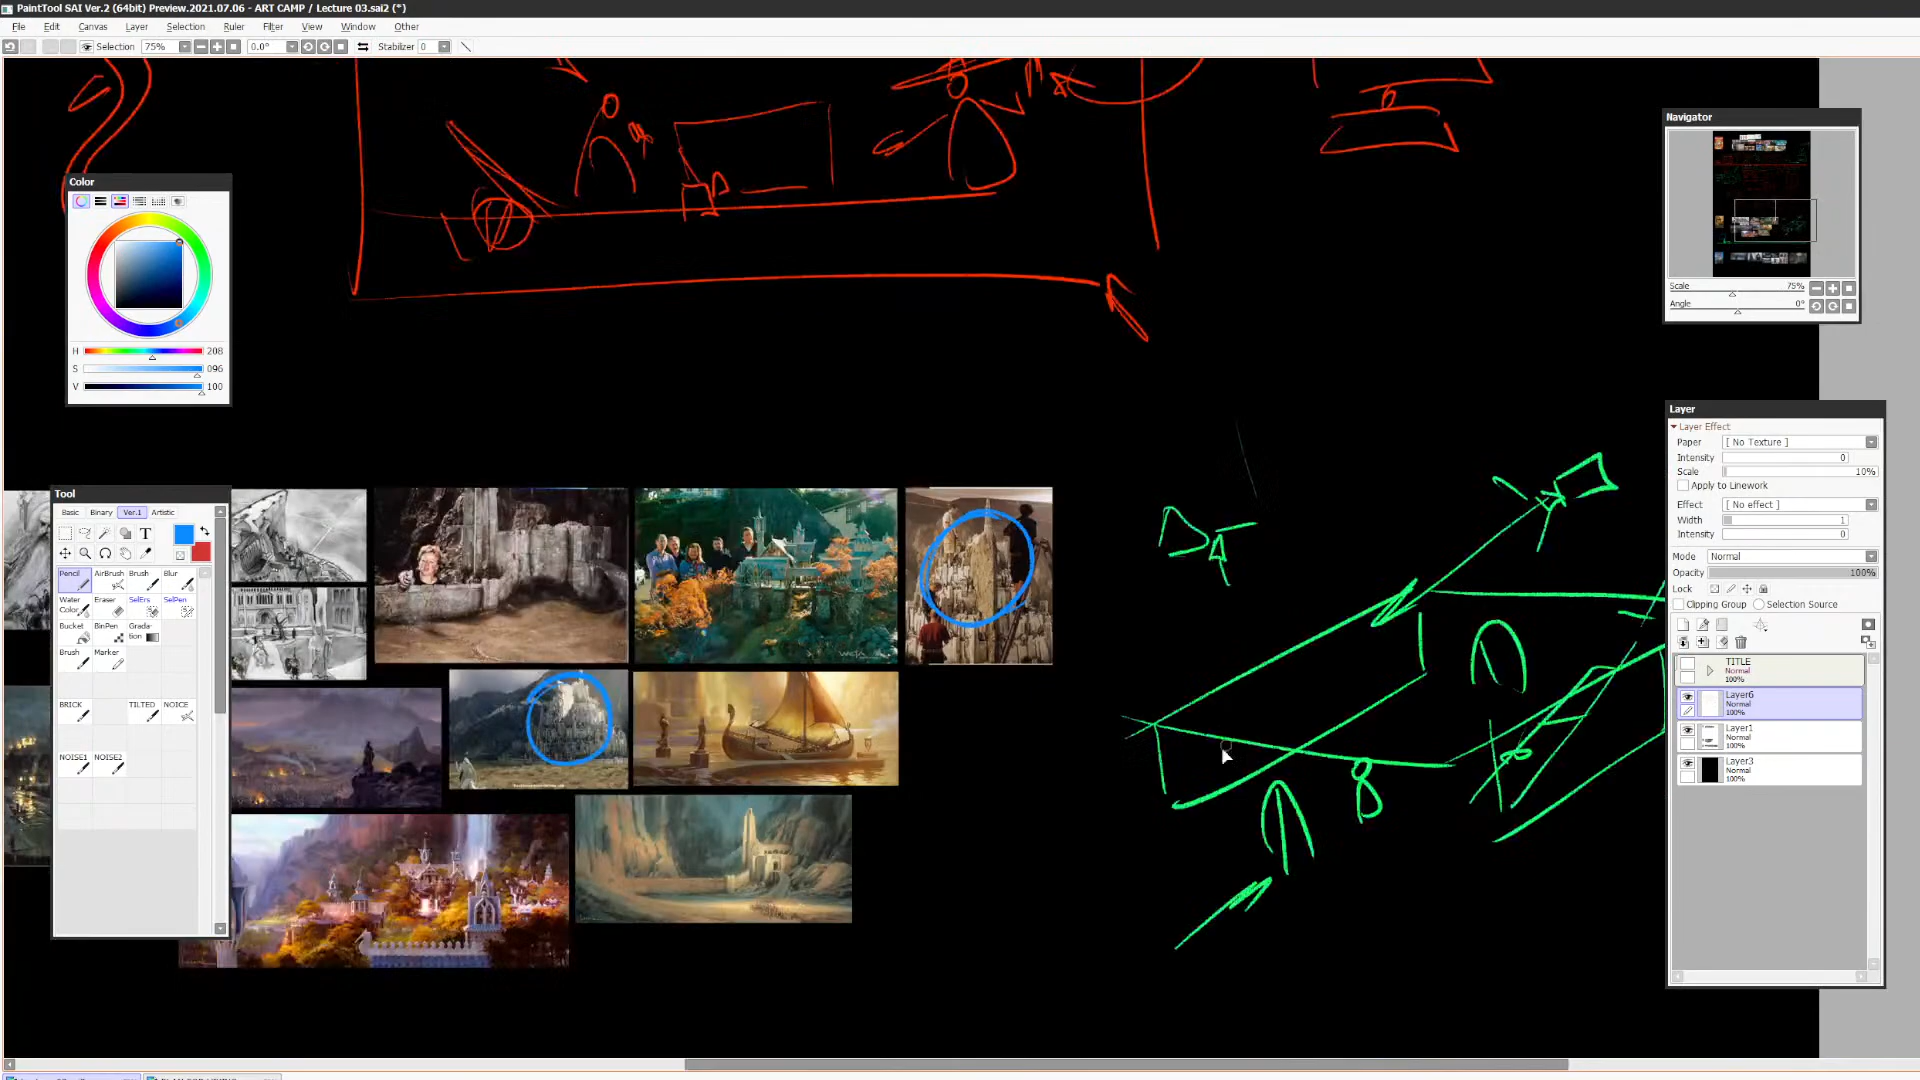 PaintTool SAI Ver.2 (64bit) Preview.2021.07.06 - ART CAMP / Lecture 03.sai2 (*)
File Edit Canvas Layer Selection Ruler Filter View Window Other
Selection 75% 0.0° Stabilizer 0
Navigator
Scale 75%
Angle 0°
Color
H 208
S 096
V 100
Layer
Layer Effect
Paper [ No Texture ]
Intensity 0
Scale 10%
Apply to Linework
Effect [ No effect ]
Width 1
Intensity 0
Mode Normal
Opacity 100%
Lock
Clipping Group Selection Source
TITLE
Normal
100%
Layer6
Normal
100%
Layer1
Normal
100%
Layer3
Normal
100%
Tool
Basic Binary Ver.1 Artistic
T
Pencil AirBrush Brush Blur
Water Color Eraser SelErs SelPen
Bucket BinPen Grada-tion
Brush Marker
BRICK TILTED NOICE
NOISE1 NOISE2